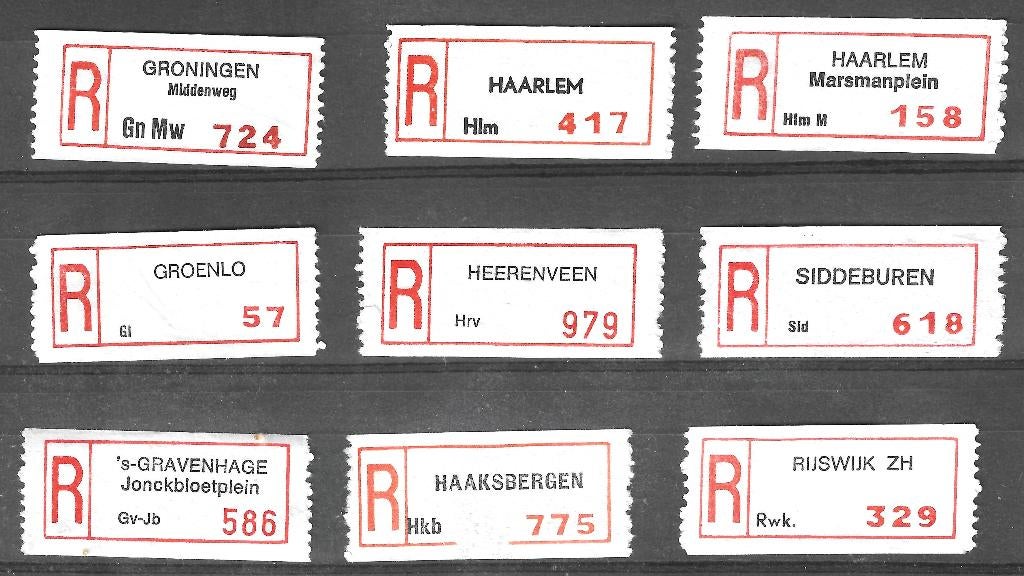 R
GRONINGEN
Middenweg
Gn Mw 724
R
HAARLEM
Hlm 417
R
HAARLEM
Marsmanplein
Hlm M 158
R
GROENLO
Gl 57
R
HEERENVEEN
Hrv 979
R
SIDDEBUREN
Sid 618
R
's-GRAVENHAGE
Jonckbloetplein
Gv-Jb 586
R
HAAKSBERGEN
Hkb 775
R
RIJSWIJK ZH
Rwk. 329